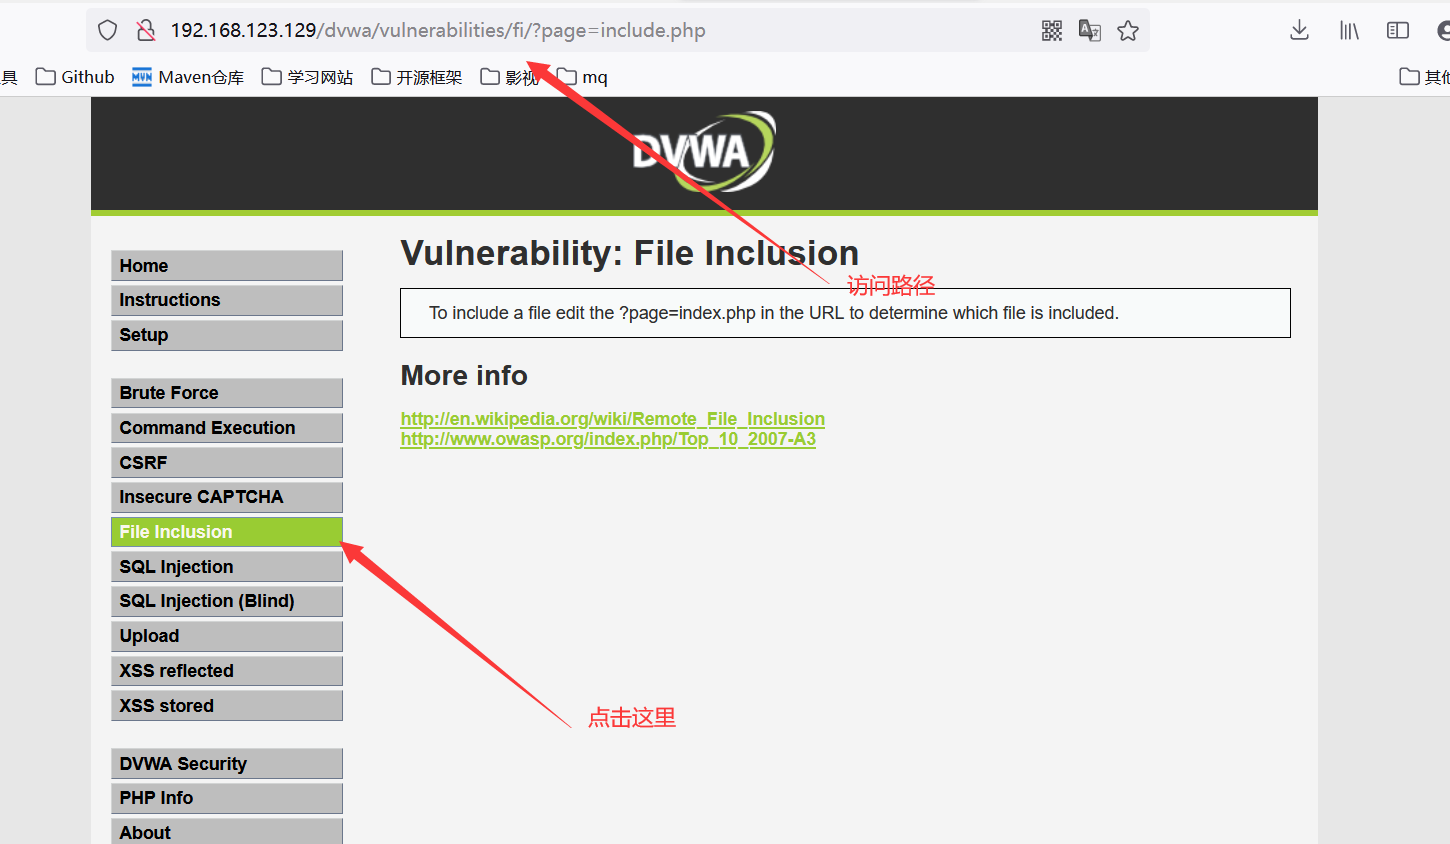 192.168.123.129/dvwa/vulnerabilities/fi/?page=include.php
具 Github Maven仓库 学习网站 开源框架 影视 mq 其他
DVWA
Vulnerability: File Inclusion
访问路径
To include a file edit the ?page=index.php in the URL to determine which file is included.
More info
http://en.wikipedia.org/wiki/Remote_File_Inclusion
http://www.owasp.org/index.php/Top_10_2007-A3
Home
Instructions
Setup
Brute Force
Command Execution
CSRF
Insecure CAPTCHA
File Inclusion
SQL Injection
SQL Injection (Blind)
Upload
XSS reflected
XSS stored
点击这里
DVWA Security
PHP Info
About